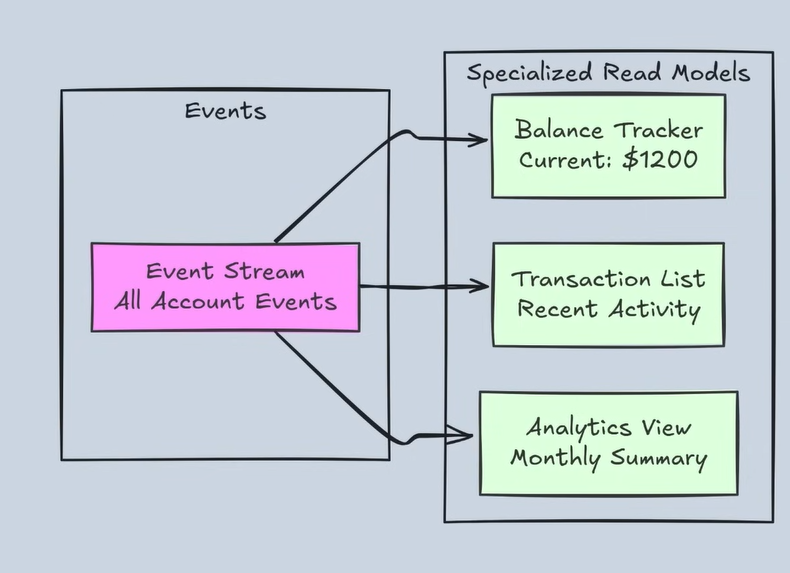 Events
Event Stream
All Account Events
Specialized Read Models
Balance Tracker
Current: $1200
Transaction List
Recent Activity
Analytics View
Monthly Summary